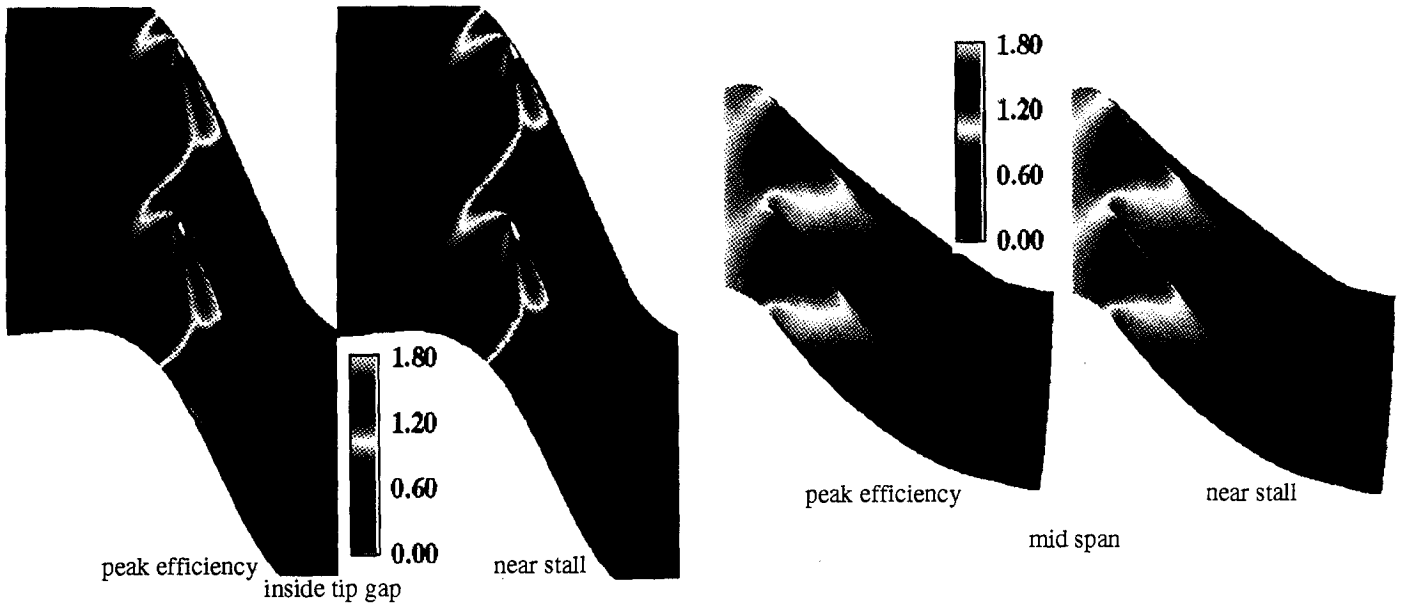 1.80
1.20
0.60
0.00
peak efficiency
near stall
inside tip gap
1.80
1.20
0.60
0.00
peak efficiency
near stall
mid span